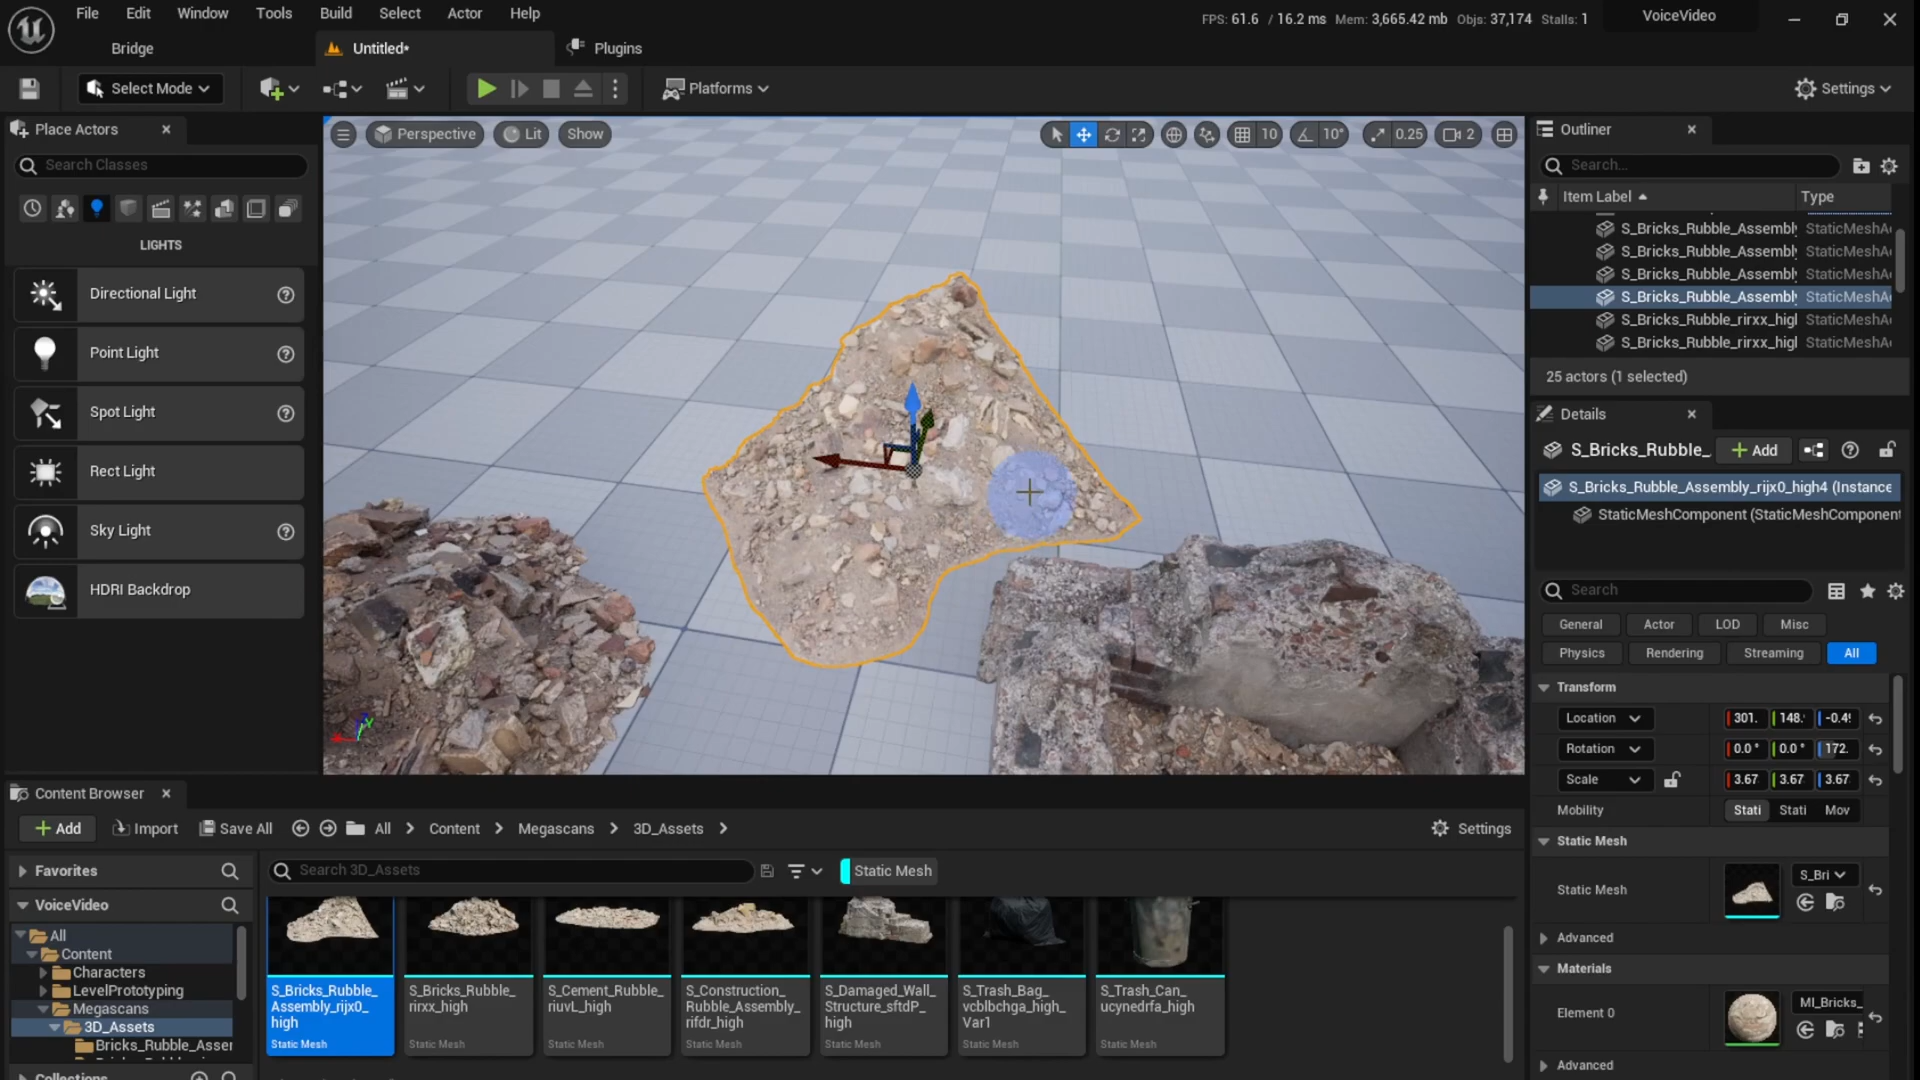 File Edit Window Tools Build Select Actor Help
FPS: 61.6 / 16.2 ms Mem: 3,665.42 mb Objs: 37,174 Stalls: 1
VoiceVideo
Bridge
Untitled*
Plugins
Select Mode
Platforms
Settings
Place Actors
Search Classes
LIGHTS
Directional Light
Point Light
Spot Light
Rect Light
Sky Light
HDRI Backdrop
Perspective
Lit
Show
10
10°
0.25
2
Outliner
Search...
Item Label Type
S_Bricks_Rubble_Assembl StaticMeshA
S_Bricks_Rubble_Assembl StaticMeshA
S_Bricks_Rubble_Assembl StaticMeshA
S_Bricks_Rubble_Assembl StaticMeshA
S_Bricks_Rubble_rirxx_higl StaticMeshA
S_Bricks_Rubble_rirxx_higl StaticMeshA
25 actors (1 selected)
Details
S_Bricks_Rubble_
Add
S_Bricks_Rubble_Assembly_rijx0_high4 (Instance
StaticMeshComponent (StaticMeshComponent
Search
General Actor LOD Misc
Physics Rendering Streaming All
Transform
Location 301. 148. -0.4
Rotation 0.0° 0.0° 172.
Scale 3.67 3.67 3.67
Mobility Stati Stati Mov
Static Mesh
Static Mesh S_Bri
Advanced
Materials
Element 0 MI_Bricks_
Advanced
Content Browser
Add Import Save All All Content Megascans 3D_Assets Settings
Favorites
VoiceVideo
All
Content
Characters
LevelPrototyping
Megascans
3D_Assets
Bricks_Rubble_Asser
Collections
Search 3D_Assets
Static Mesh
S_Bricks_Rubble_
Assembly_rijx0_
high
Static Mesh
S_Bricks_Rubble_
rirxx_high
Static Mesh
S_Cement_Rubble_
riuvL_high
Static Mesh
S_Construction_
Rubble_Assembly_
rifdr_high
Static Mesh
S_Damaged_Wall_
Structure_sftdP_
high
Static Mesh
S_Trash_Bag_
vcblbchga_high_
Var1
Static Mesh
S_Trash_Can_
ucynedrfa_high
Static Mesh